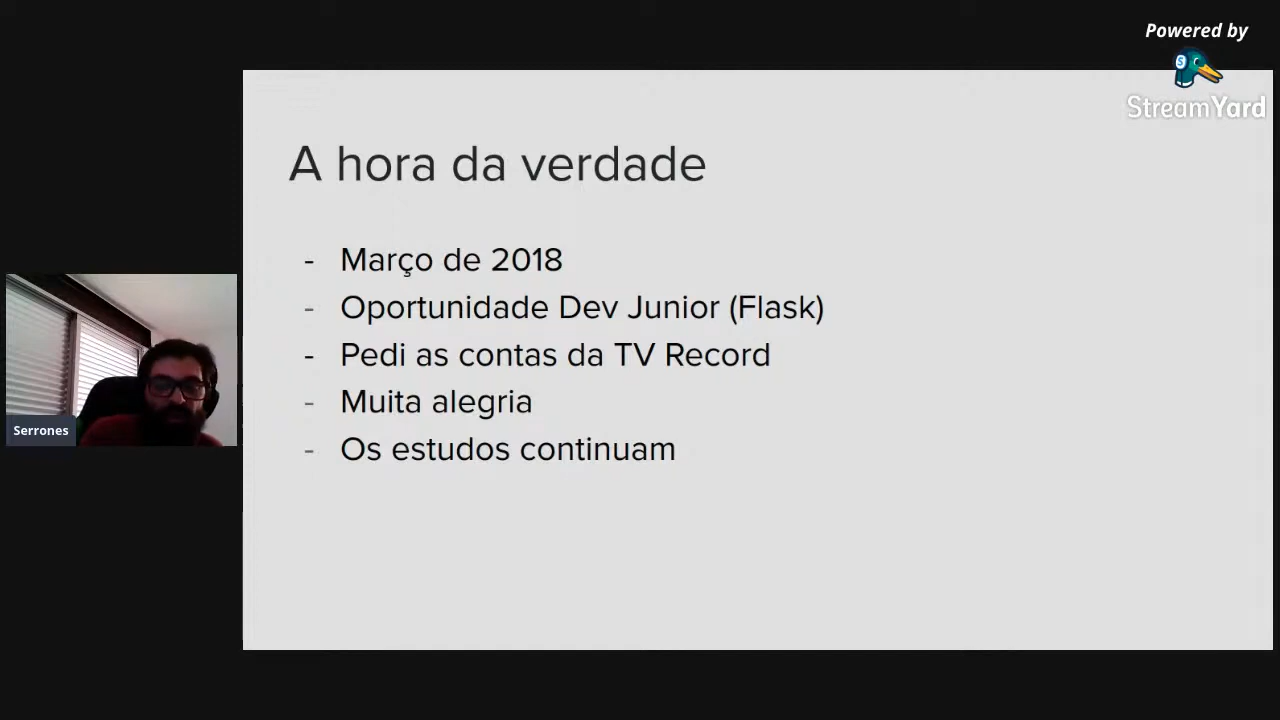 Powered by
StreamYard
A hora da verdade
- Março de 2018
- Oportunidade Dev Junior (Flask)
- Pedi as contas da TV Record
- Muita alegria
- Os estudos continuam
Serrones